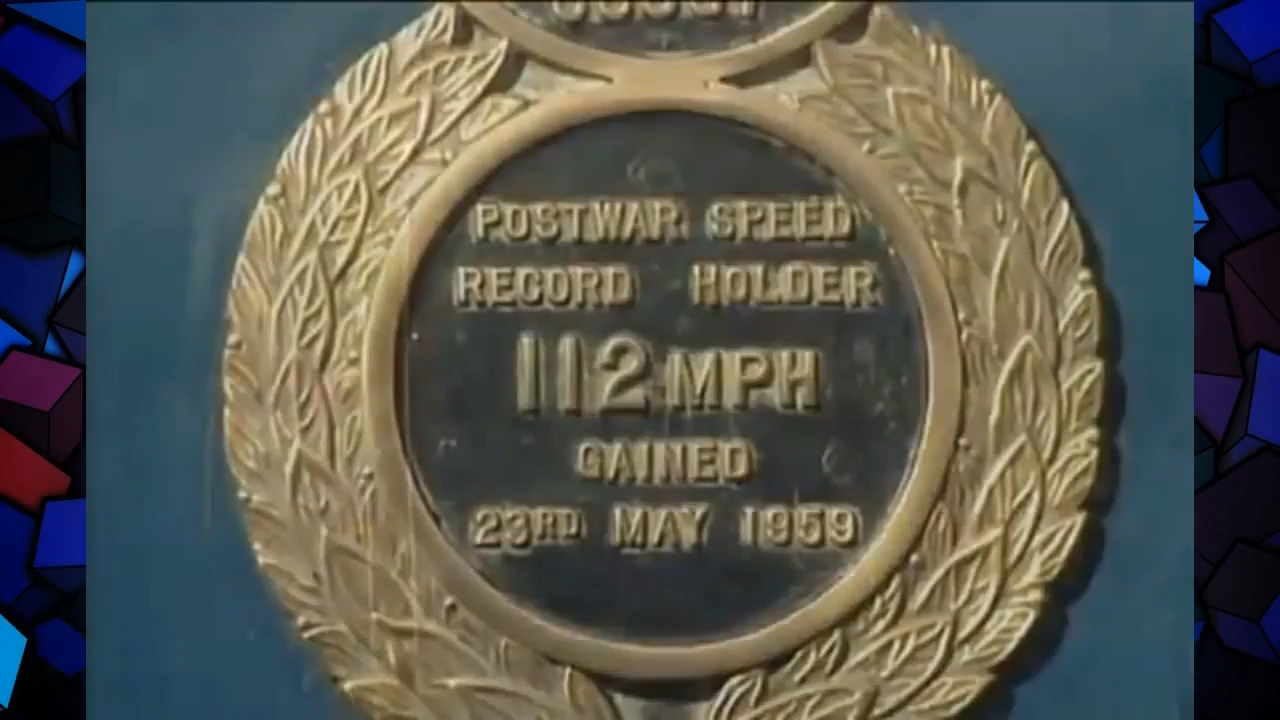 POSTWAR SPEED
RECORD HOLDER
112 MPH
GAINED
23RD MAY 1959